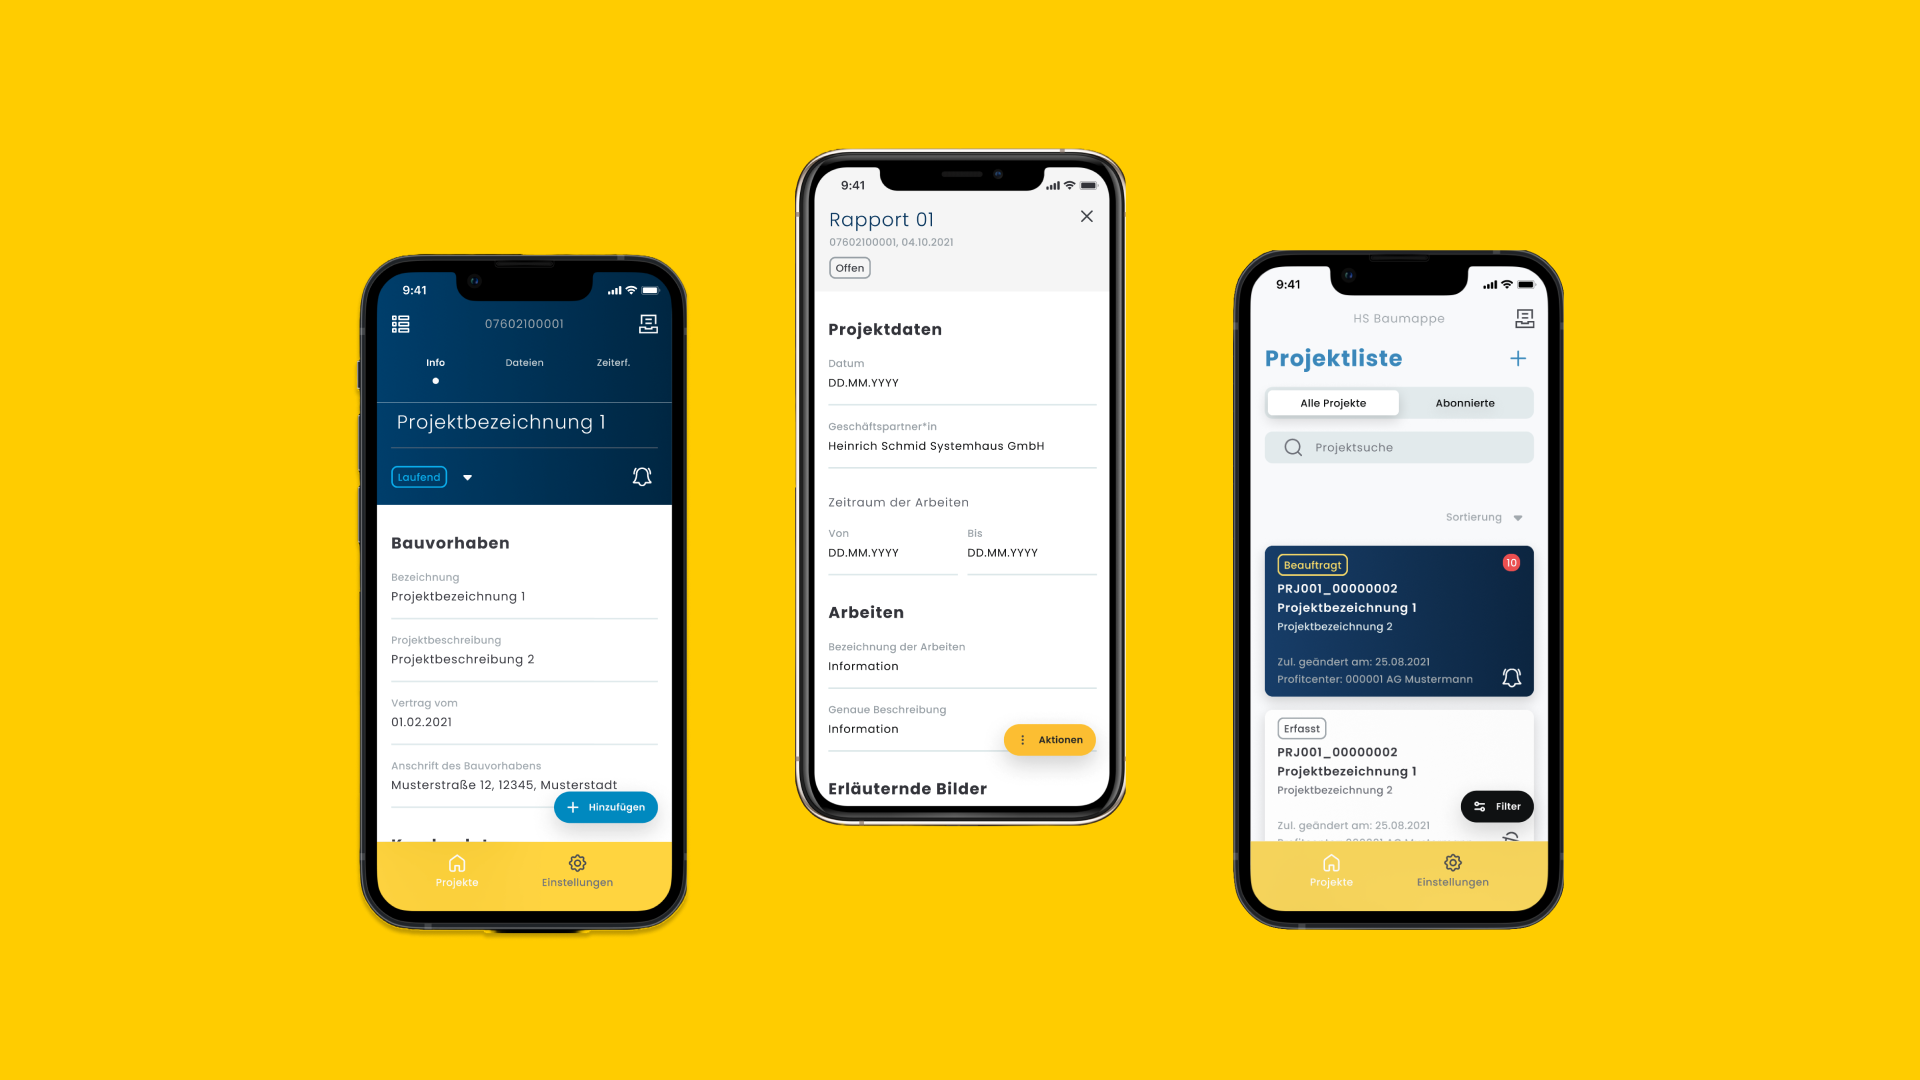 9:41
07602100001
Info Dateien Zeiterf.
Projektbezeichnung 1
Laufend
Bauvorhaben
Bezeichnung
Projektbezeichnung 1
Projektbeschreibung
Projektbeschreibung 2
Vertrag vom
01.02.2021
Anschrift des Bauvorhabens
Musterstraße 12, 12345, Musterstadt
Hinzufügen
Projekte Einstellungen
9:41
Rapport 01
07602100001, 04.10.2021
Offen
Projektdaten
Datum
DD.MM.YYYY
Geschäftspartner*in
Heinrich Schmid Systemhaus GmbH
Zeitraum der Arbeiten
Von Bis
DD.MM.YYYY DD.MM.YYYY
Arbeiten
Bezeichnung der Arbeiten
Information
Genaue Beschreibung
Information
Aktionen
Erläuternde Bilder
9:41
HS Baumappe
Projektliste
Alle Projekte Abonnierte
Projektsuche
Sortierung
Beauftragt 10
PRJ001_00000002
Projektbezeichnung 1
Projektbezeichnung 2
Zul. geändert am: 25.08.2021
Profitcenter: 000001 AG Mustermann
Erfasst
PRJ001_00000002
Projektbezeichnung 1
Projektbezeichnung 2
Filter
Zul. geändert am: 25.08.2021
Projekte Einstellungen